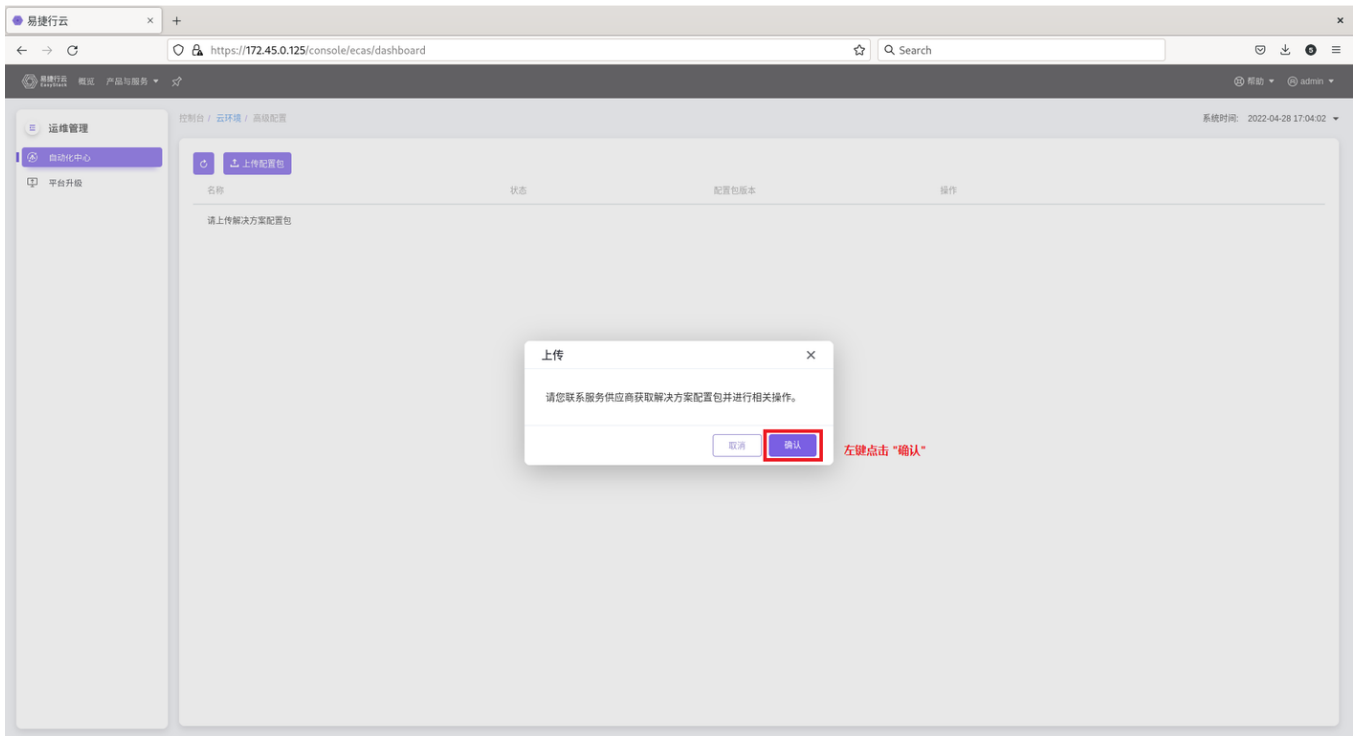 易捷行云
https://172.45.0.125/console/ecas/dashboard
Search
易捷行云
EasyStack
概览 产品与服务
帮助 admin
运维管理
控制台 / 云环境 / 高级配置
系统时间: 2022-04-28 17:04:02
自动化中心
平台升级
上传配置包
名称 状态 配置包版本 操作
请上传解决方案配置包
上传
请您联系服务供应商获取解决方案配置包并进行相关操作。
取消 确认
左键点击 "确认"